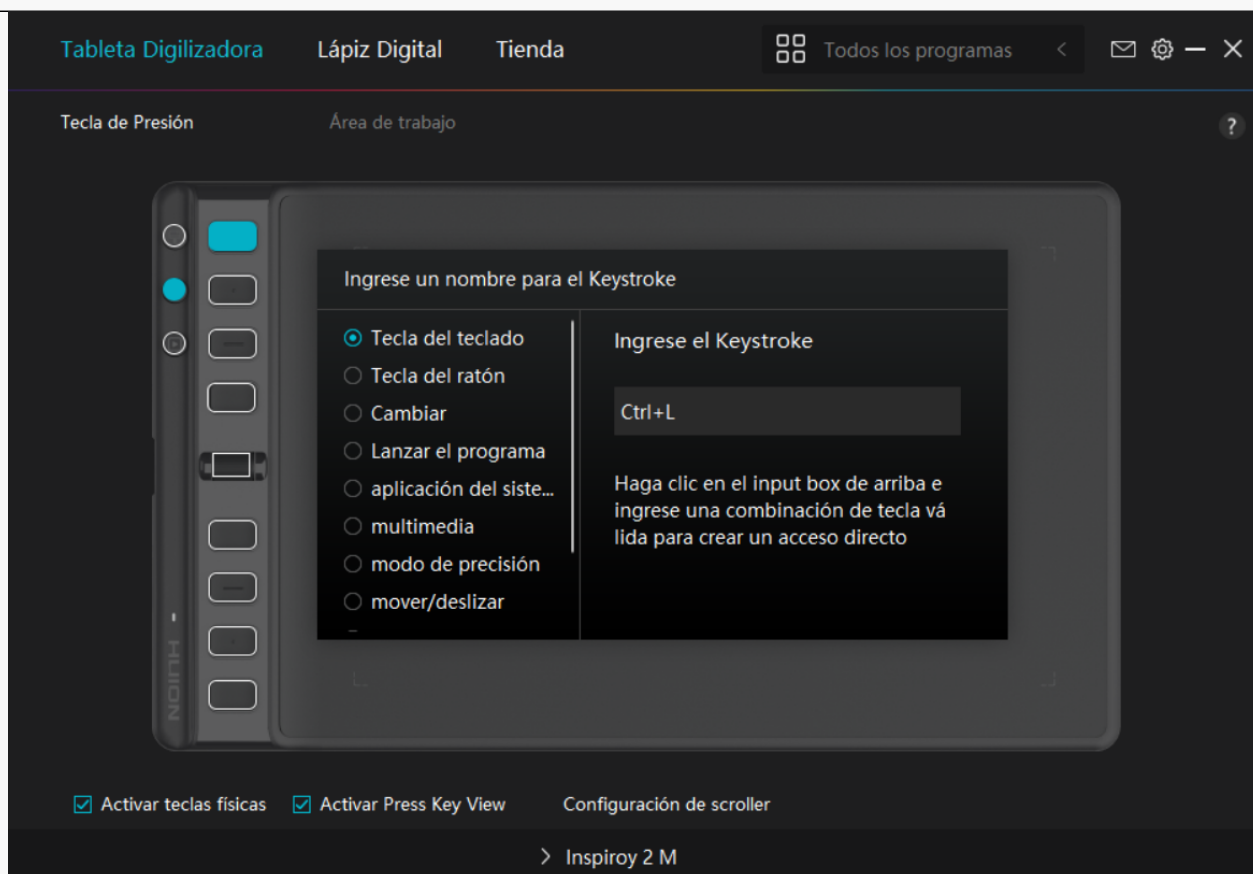 Tableta Digilizadora
Lápiz Digital
Tienda
Todos los programas
Tecla de Presión
Área de trabajo
?
Ingrese un nombre para el Keystroke
Tecla del teclado
Tecla del ratón
Cambiar
Lanzar el programa
aplicación del siste...
multimedia
modo de precisión
mover/deslizar
Ingrese el Keystroke
Ctrl+L
Haga clic en el input box de arriba e
ingrese una combinación de tecla vá
lida para crear un acceso directo
HUION
Activar teclas físicas
Activar Press Key View
Configuración de scroller
Inspiroy 2 M